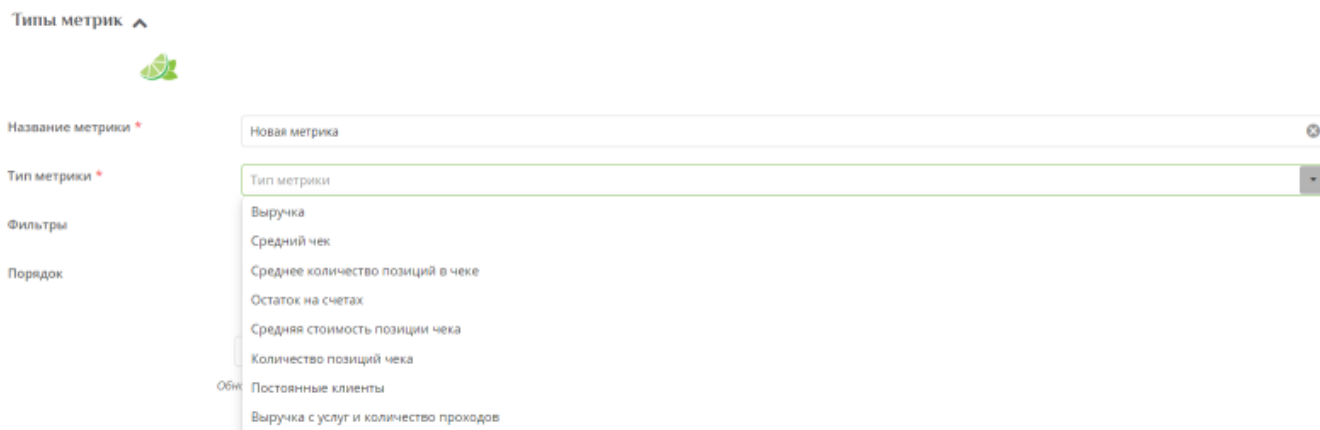 Типы метрик
Название метрики *
Новая метрика
Тип метрики *
Тип метрики
Фильтры
Порядок
Выручка
Средний чек
Среднее количество позиций в чеке
Остаток на счетах
Средняя стоимость позиции чека
Количество позиций чека
Постоянные клиенты
Выручка с услуг и количество проходов